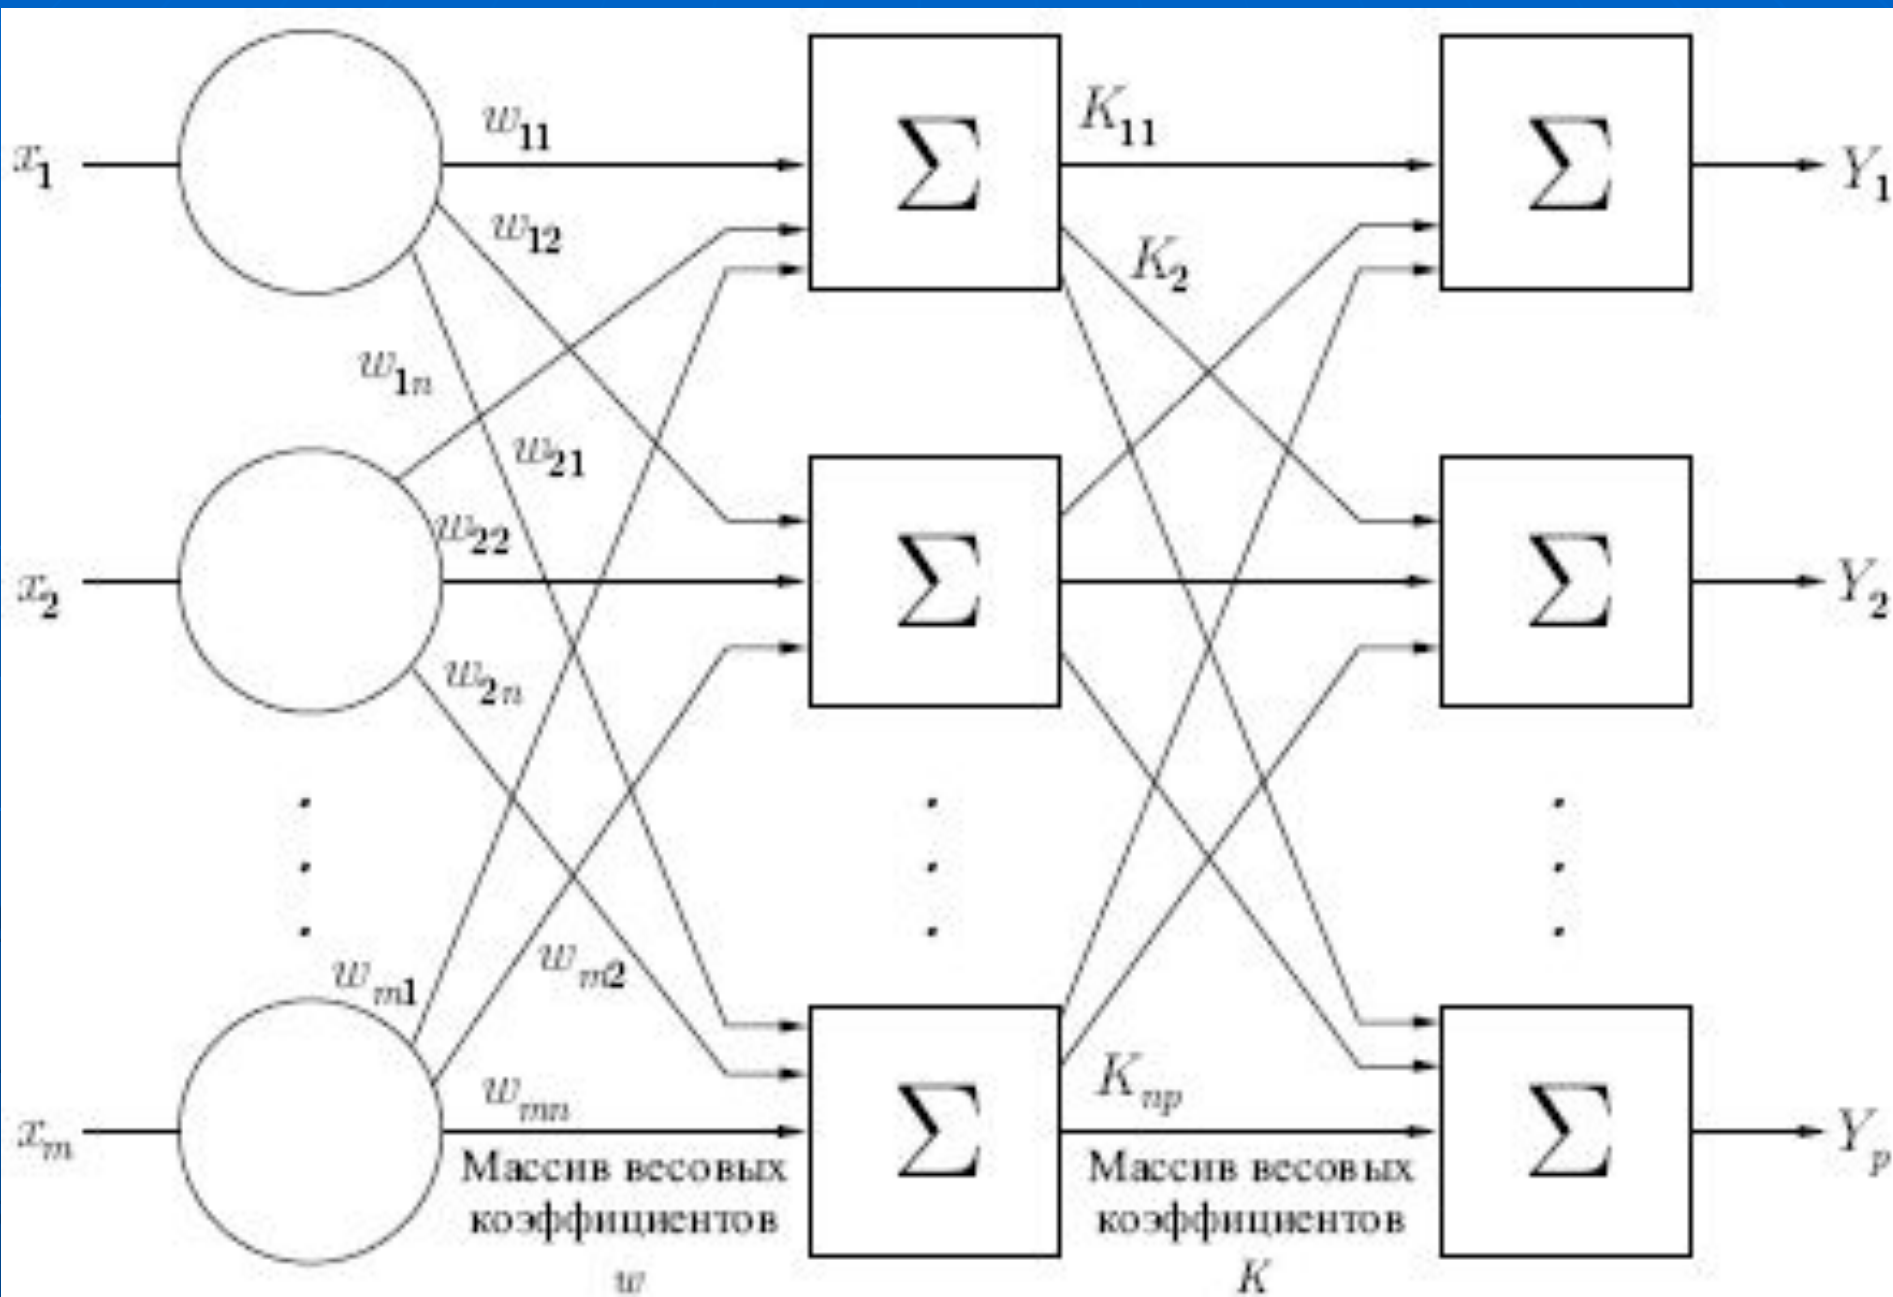 w₁₁
K₁₁
x₁
Σ
Σ
Y₁
w₁₂
K₂
w₁ₙ
w₂₁
w₂₂
x₂
Σ
Σ
Y₂
w₂ₙ
wₘ₁
wₘ₂
wₘₙ
Kₙₚ
xₘ
Σ
Σ
Yₚ
Массив весовых
коэффициентов
w
Массив весовых
коэффициентов
K